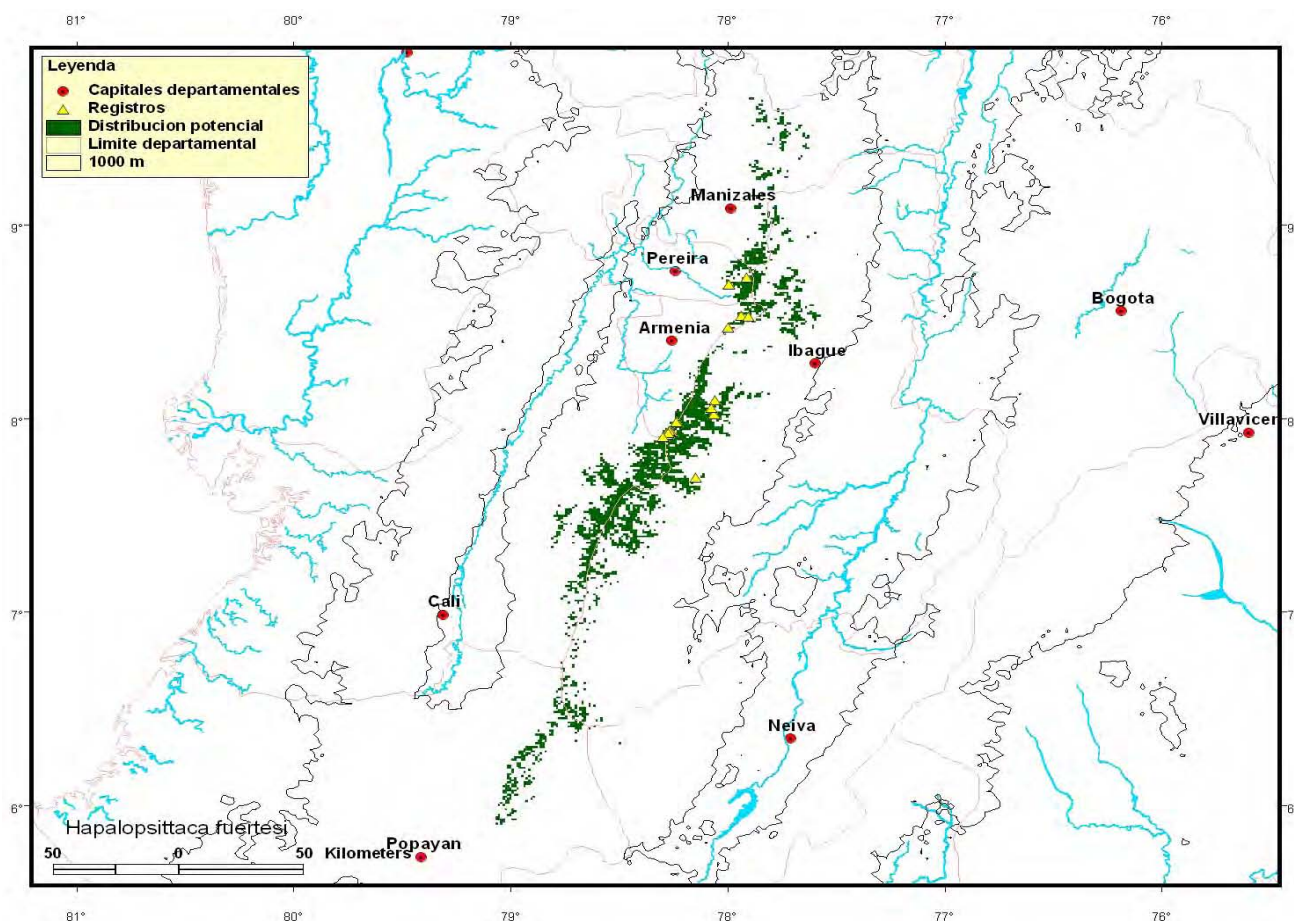 81° 80° 79° 78° 77° 76°
Leyenda
Capitales departamentales
Registros
Distribucion potencial
Limite departamental
1000 m
Manizales
9° 9
Pereira
Bogota
Armenia
Ibague
8° 8
Villavicen
7° 7
Cali
Neiva
6° 6
Hapalopsittaca fuertesi
Popayan
50 0 50 Kilometers
81° 80° 79° 78° 77° 76°